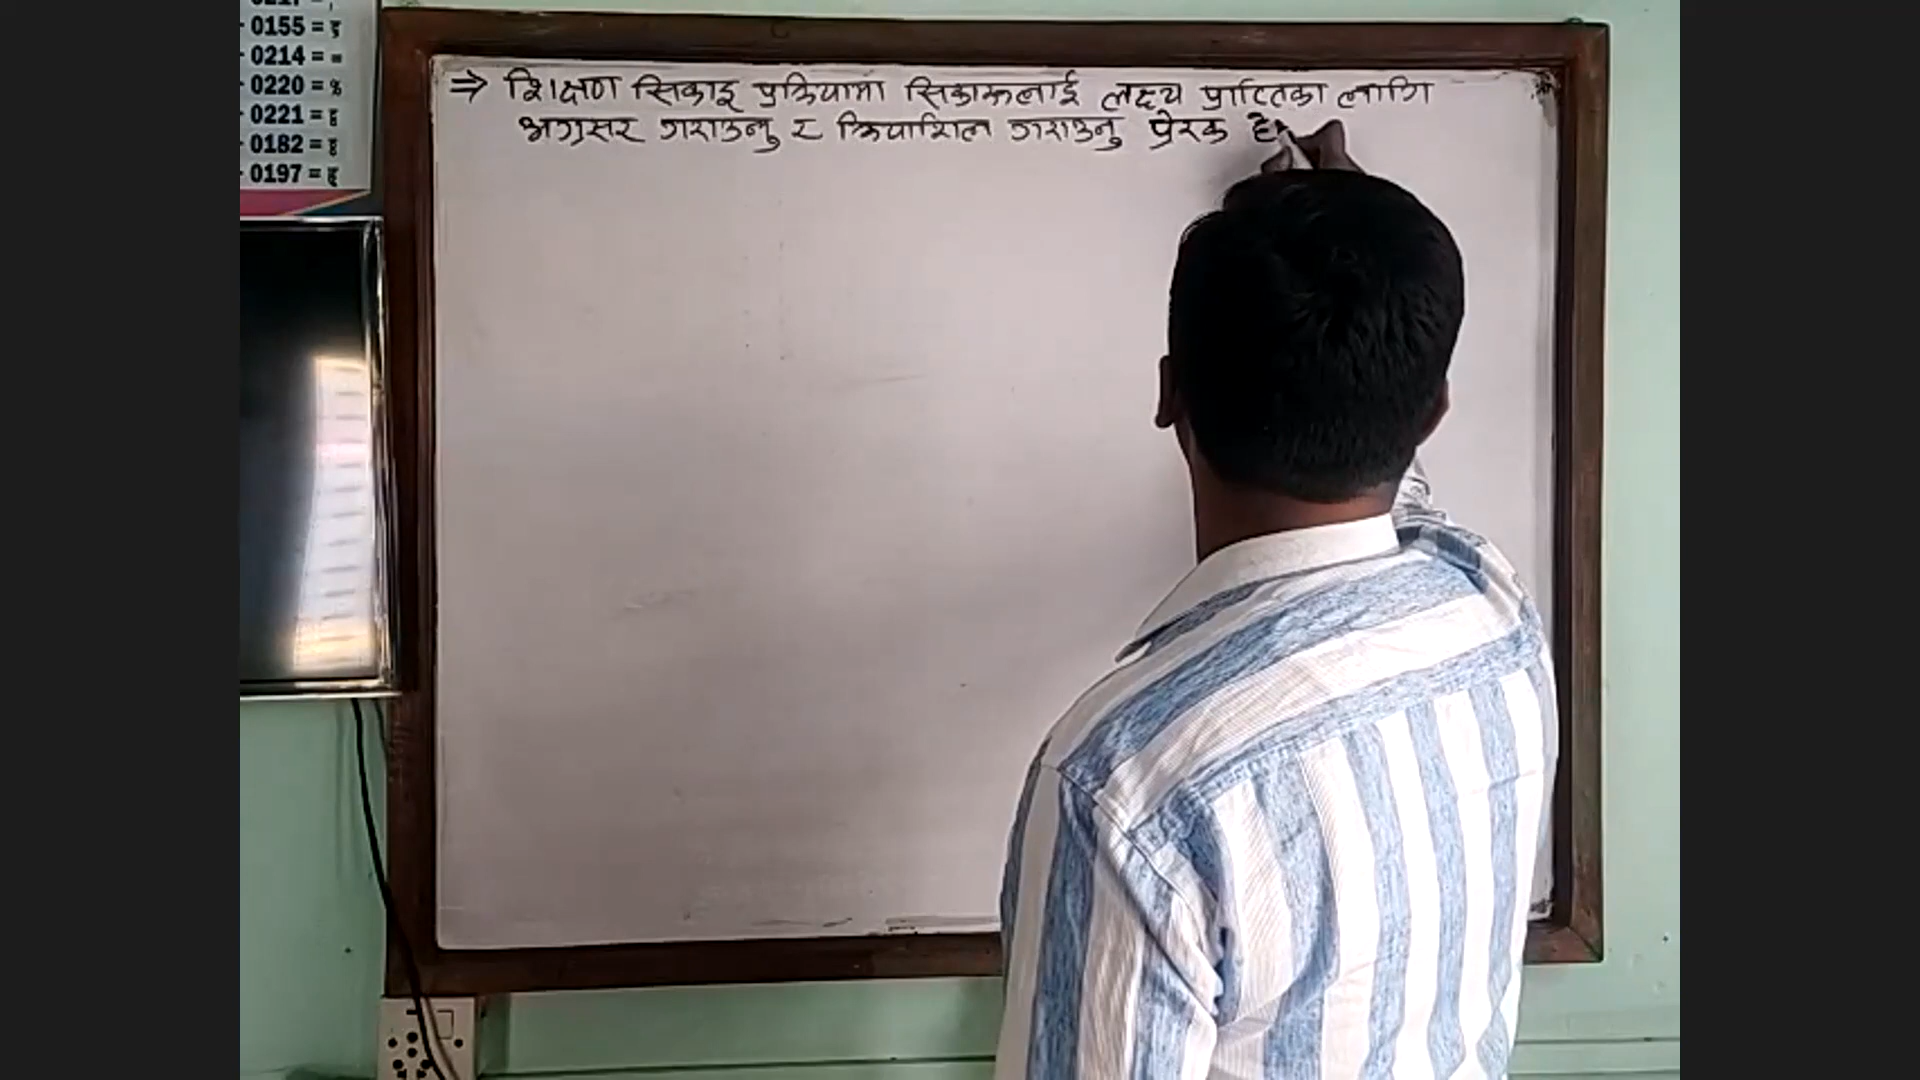 0155 = इ
0214 = =
0220 = %
0221 =
0182 =
0197 =
⇒ शिक्षण सिकाइ प्रक्रियामा सिकारूलाई लक्ष्य प्राप्तिका लागि
अग्रसर गराउनु र क्रियाशिल गराउनु प्रेरक